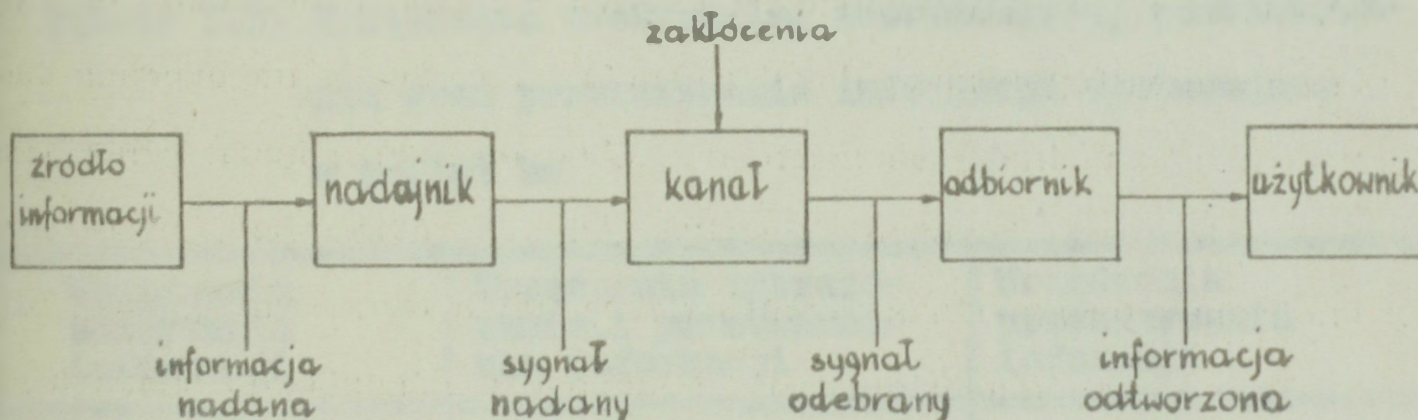 zakłócenia
źródło
informacji
nadajnik
kanał
odbiornik
użytkownik
informacja
nadana
sygnał
nadany
sygnał
odebrany
informacja
odtworzona